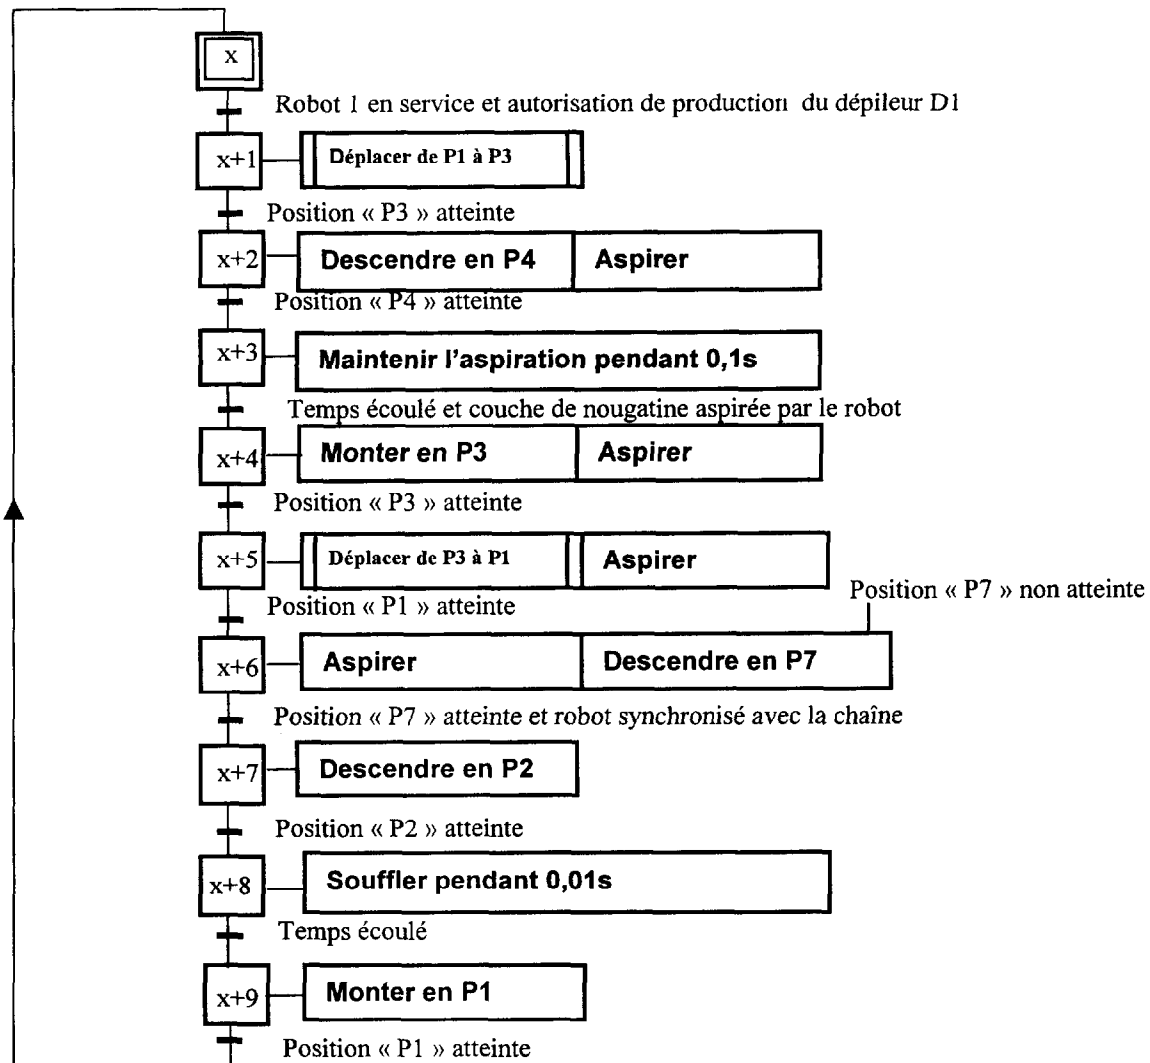 x
Robot 1 en service et autorisation de production du dépileur D1
x+1 Déplacer de P1 à P3
Position « P3 » atteinte
x+2 Descendre en P4 Aspirer
Position « P4 » atteinte
x+3 Maintenir l'aspiration pendant 0,1s
Temps écoulé et couche de nougatine aspirée par le robot
x+4 Monter en P3 Aspirer
Position « P3 » atteinte
x+5 Déplacer de P3 à P1 Aspirer
Position « P7 » non atteinte
Position « P1 » atteinte
x+6 Aspirer Descendre en P7
Position « P7 » atteinte et robot synchronisé avec la chaîne
x+7 Descendre en P2
Position « P2 » atteinte
x+8 Souffler pendant 0,01s
Temps écoulé
x+9 Monter en P1
Position « P1 » atteinte